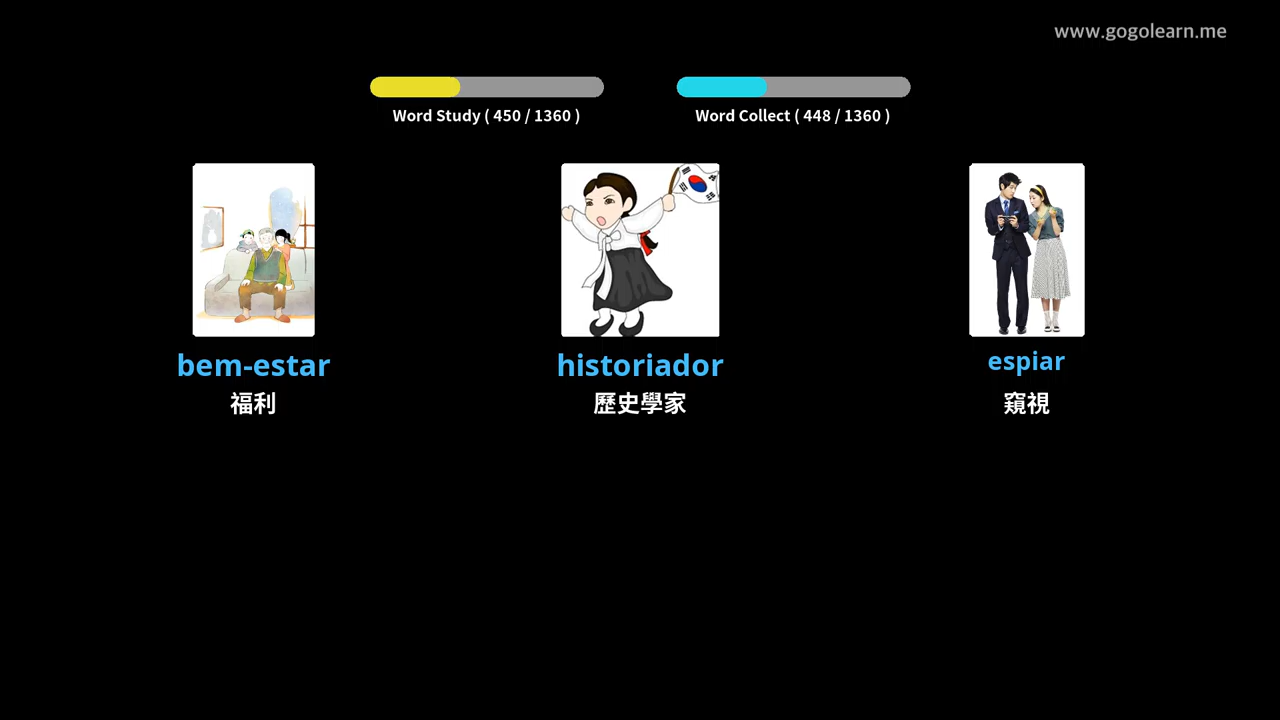 www.gogolearn.me
Word Study ( 450 / 1360 )
Word Collect ( 448 / 1360 )
bem-estar
福利
historiador
歷史學家
espiar
窺視